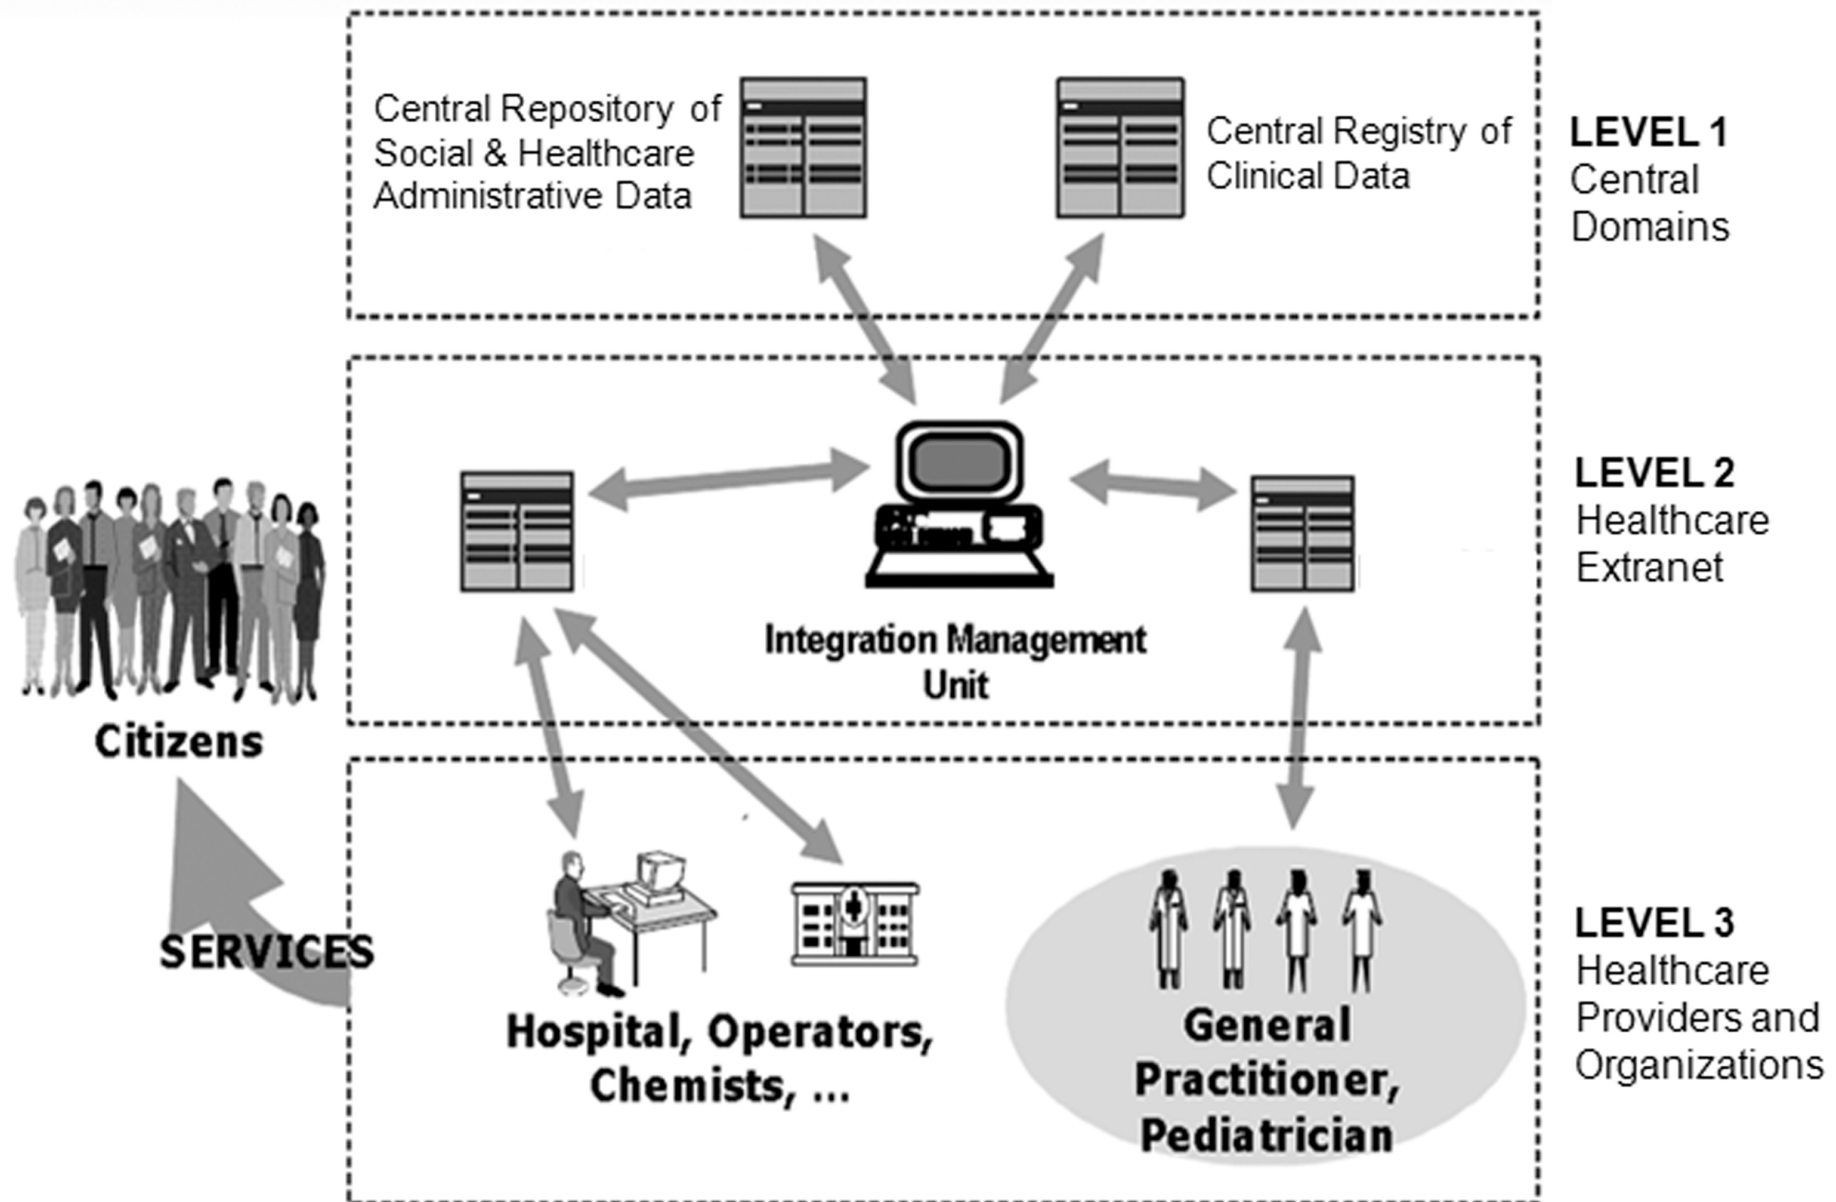 Central Repository of
Social & Healthcare
Administrative Data
Central Registry of
Clinical Data
LEVEL 1
Central
Domains
Integration Management
Unit
LEVEL 2
Healthcare
Extranet
Citizens
SERVICES
Hospital, Operators,
Chemists, ...
General
Practitioner,
Pediatrician
LEVEL 3
Healthcare
Providers and
Organizations